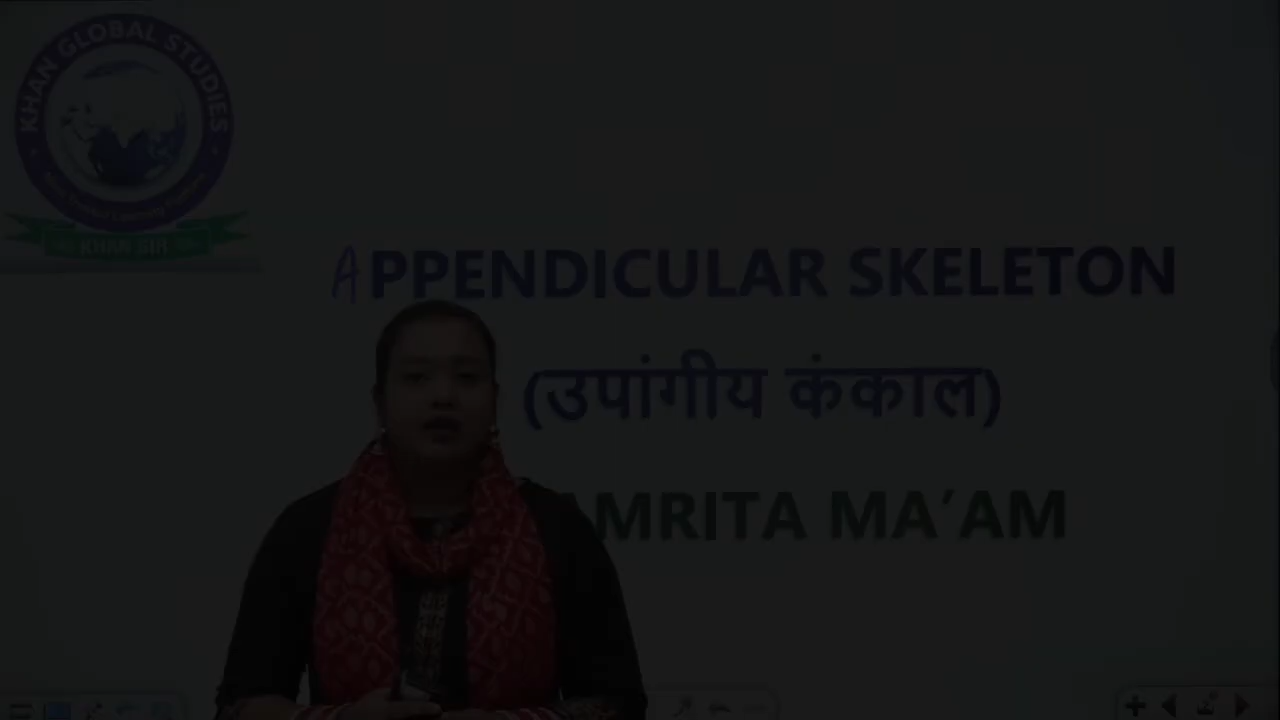 KHAN GLOBAL STUDIES
KHAN SIR
APPENDICULAR SKELETON
(उपांगीय कंकाल)
AMRITA MA'AM